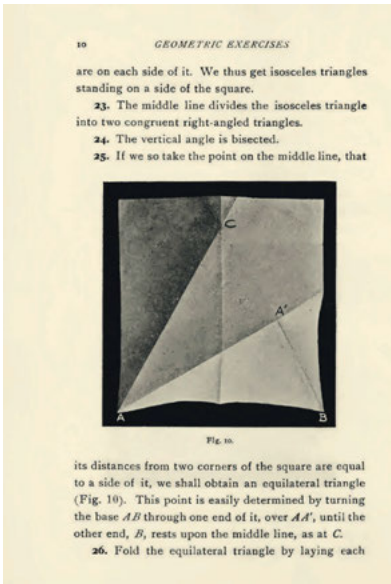 10 GEOMETRIC EXERCISES
are on each side of it. We thus get isosceles triangles
standing on a side of the square.
23. The middle line divides the isosceles triangle
into two congruent right-angled triangles.
24. The vertical angle is bisected.
25. If we so take the point on the middle line, that
C
A'
A B
Fig. 10.
its distances from two corners of the square are equal
to a side of it, we shall obtain an equilateral triangle
(Fig. 10). This point is easily determined by turning
the base AB through one end of it, over AA', until the
other end, B, rests upon the middle line, as at C.
26. Fold the equilateral triangle by laying each